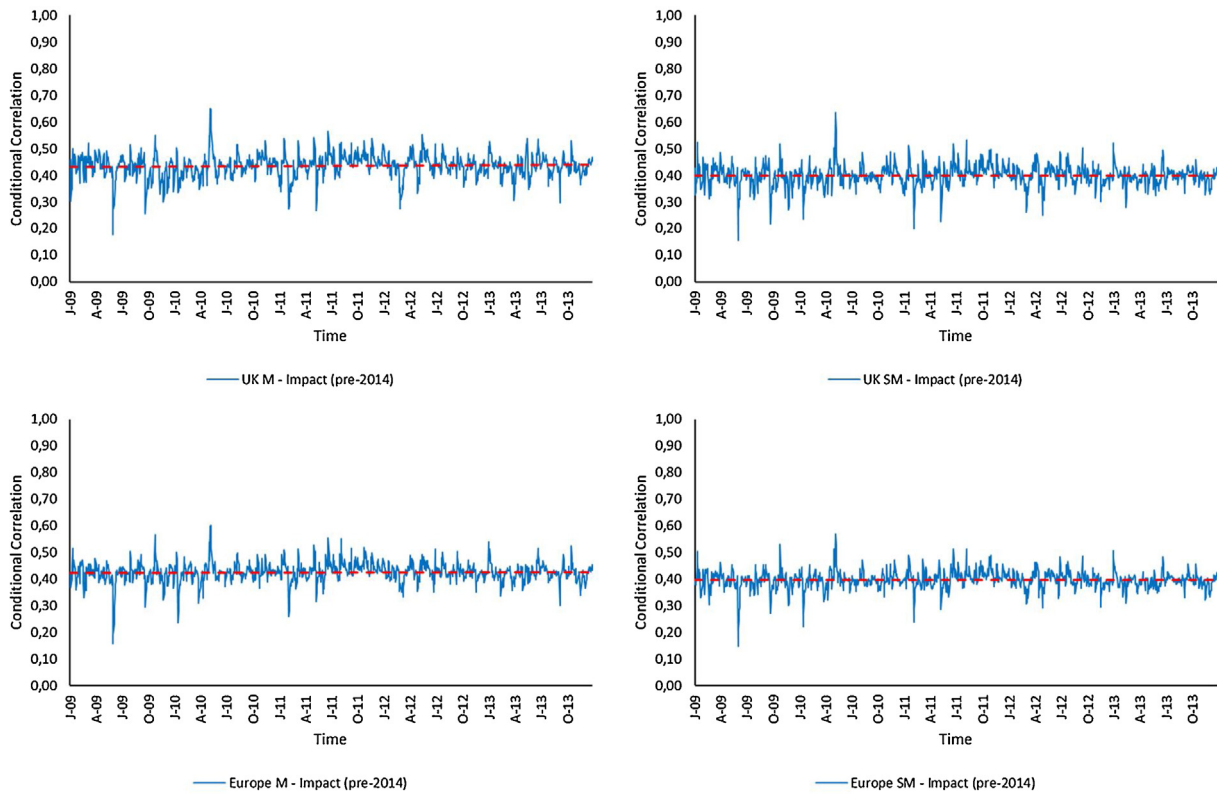 1,00
0,90
0,80
0,70
0,60
0,50
0,40
0,30
0,20
0,10
0,00
Conditional Correlation
J-09
A-09
J-09
O-09
J-10
A-10
J-10
O-10
J-11
A-11
J-11
O-11
J-12
A-12
J-12
O-12
J-13
A-13
J-13
O-13
Time
UK M - Impact (pre-2014)
1,00
0,90
0,80
0,70
0,60
0,50
0,40
0,30
0,20
0,10
0,00
Conditional Correlation
J-09
A-09
J-09
O-09
J-10
A-10
J-10
O-10
J-11
A-11
J-11
O-11
J-12
A-12
J-12
O-12
J-13
A-13
J-13
O-13
Time
UK SM - Impact (pre-2014)
1,00
0,90
0,80
0,70
0,60
0,50
0,40
0,30
0,20
0,10
0,00
Conditional Correlation
J-09
A-09
J-09
O-09
J-10
A-10
J-10
O-10
J-11
A-11
J-11
O-11
J-12
A-12
J-12
O-12
J-13
A-13
J-13
O-13
Time
Europe M - Impact (pre-2014)
1,00
0,90
0,80
0,70
0,60
0,50
0,40
0,30
0,20
0,10
0,00
Conditional Correlation
J-09
A-09
J-09
O-09
J-10
A-10
J-10
O-10
J-11
A-11
J-11
O-11
J-12
A-12
J-12
O-12
J-13
A-13
J-13
O-13
Time
Europe SM - Impact (pre-2014)